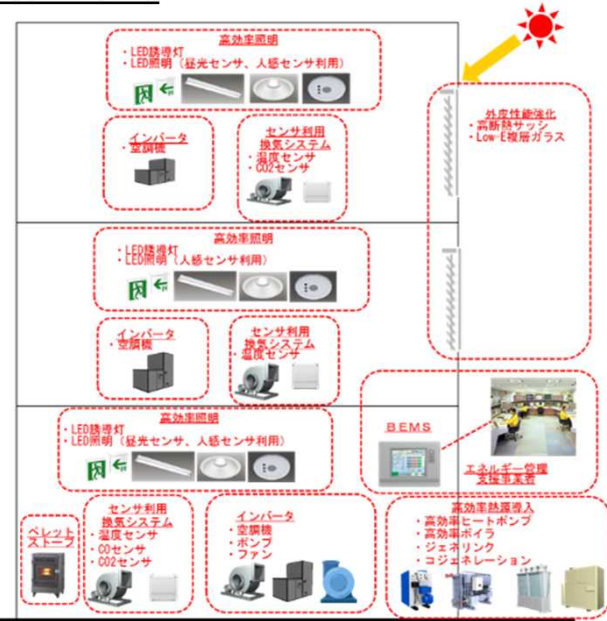 高効率照明
・LED誘導灯
・LED照明（昼光センサ、人感センサ利用）
インバータ
・空調機
センサ利用
換気システム
・温度センサ
・CO2センサ
外皮性能強化
・高断熱サッシ
・Low-E複層ガラス
高効率照明
・LED誘導灯
・LED照明（人感センサ利用）
インバータ
・空調機
センサ利用
換気システム
・温度センサ
高効率照明
・LED誘導灯
・LED照明（昼光センサ、人感センサ利用）
BEMS
エネルギー管理
支援事業者
ペレット
ストーブ
センサ利用
換気システム
・温度センサ
・COセンサ
・CO2センサ
インバータ
・空調機
・ポンプ
・ファン
高効率熱源導入
・高効率ヒートポンプ
・高効率ボイラ
・ジェネリンク
・コジェネレーション